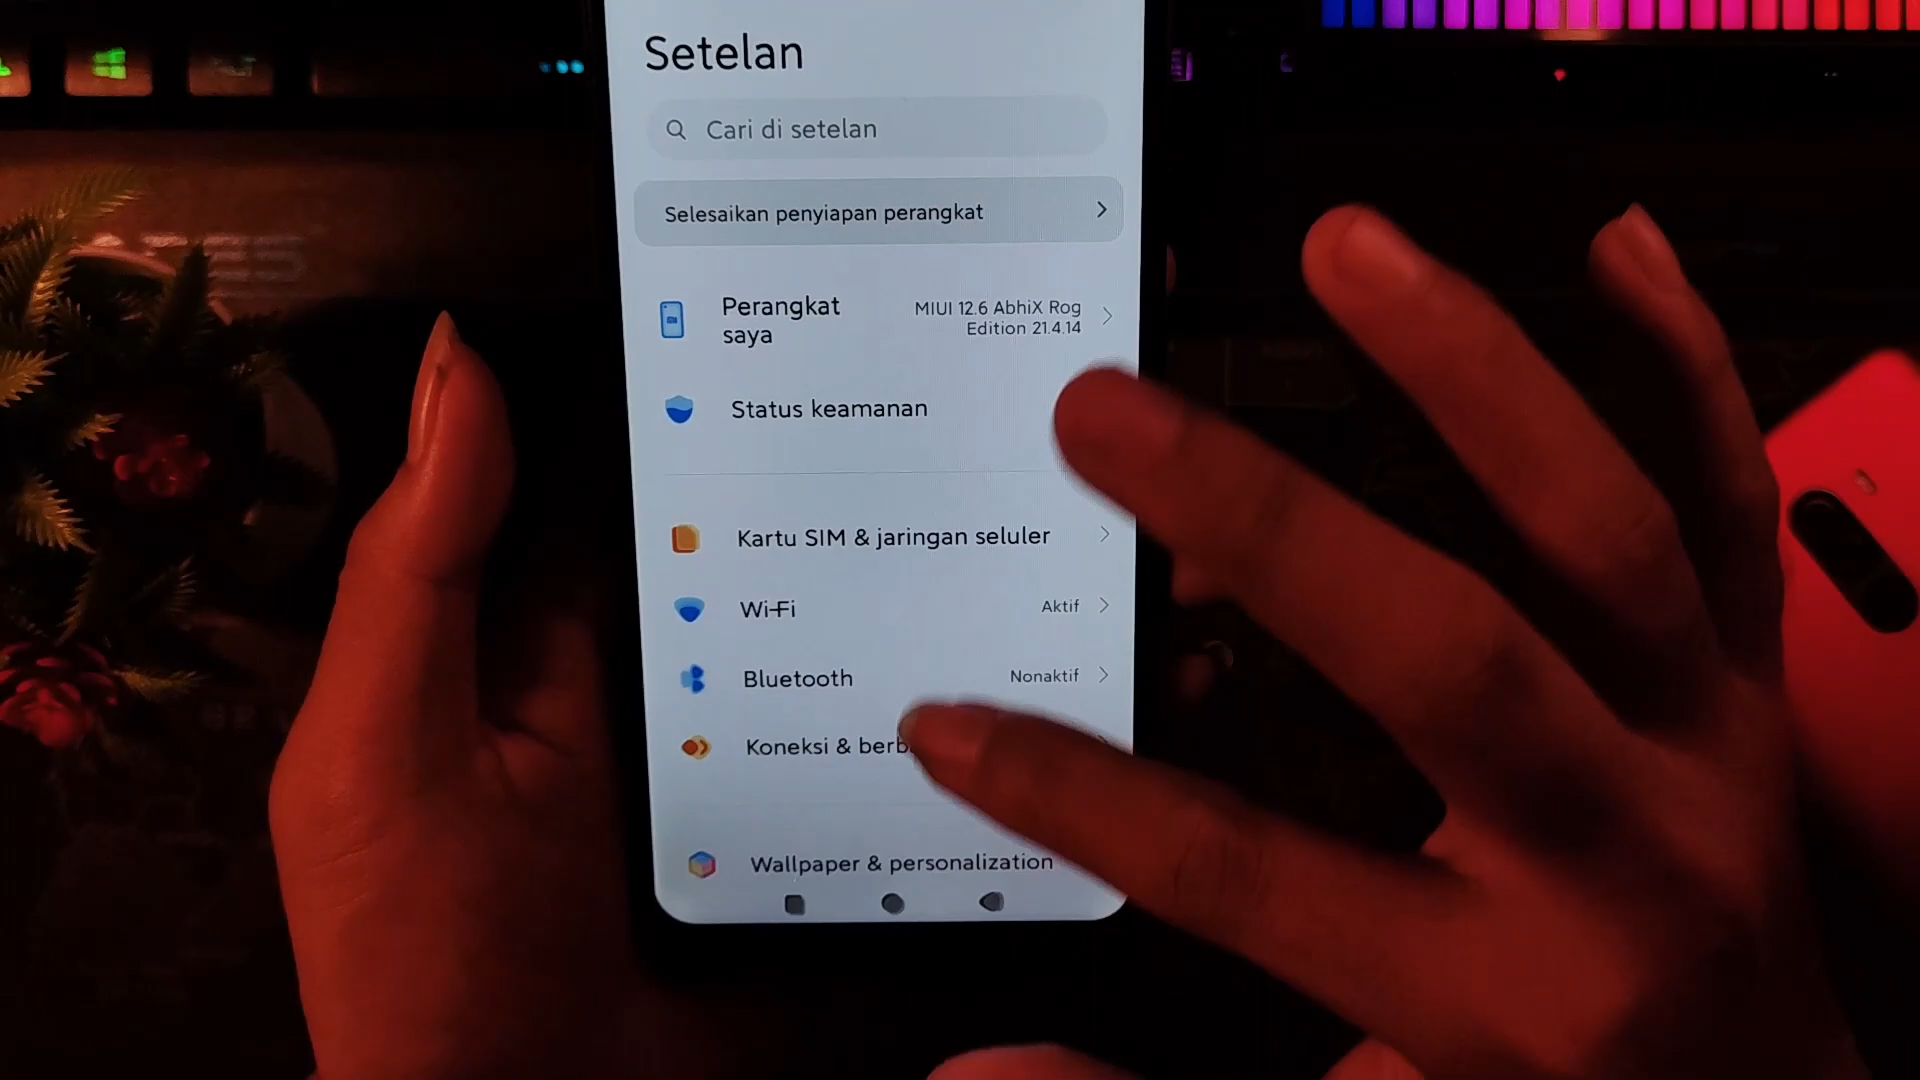 Setelan
Cari di setelan
Selesaikan penyiapan perangkat
Perangkat
saya
MIUI 12.6 AbhiX Rog
Edition 21.4.14
Status keamanan
Kartu SIM & jaringan seluler
Wi-Fi
Aktif
Bluetooth
Nonaktif
Koneksi &
Wallpaper & personalization